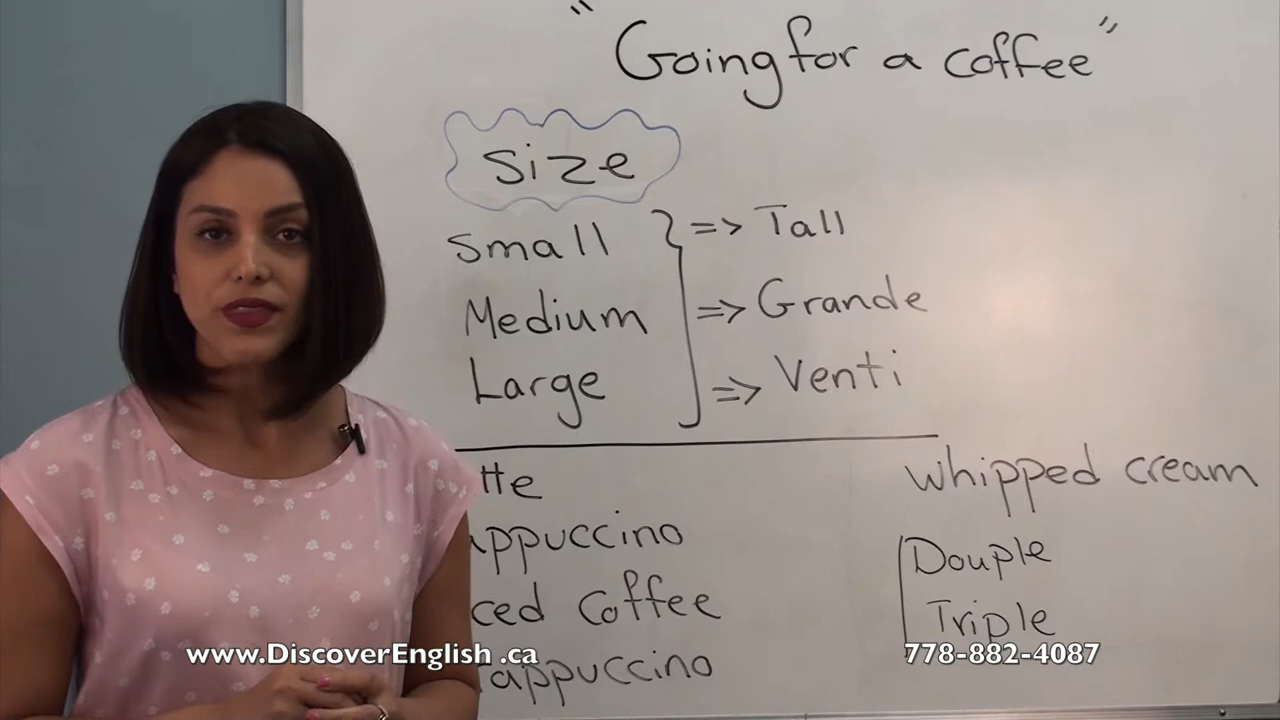 "Going for a coffee"
size
small => Tall
Medium => Grande
Large => Venti
tte
appuccino
ced coffee
appuccino
whipped cream
Douple
Triple
www.DiscoverEnglish .ca
778-882-4087